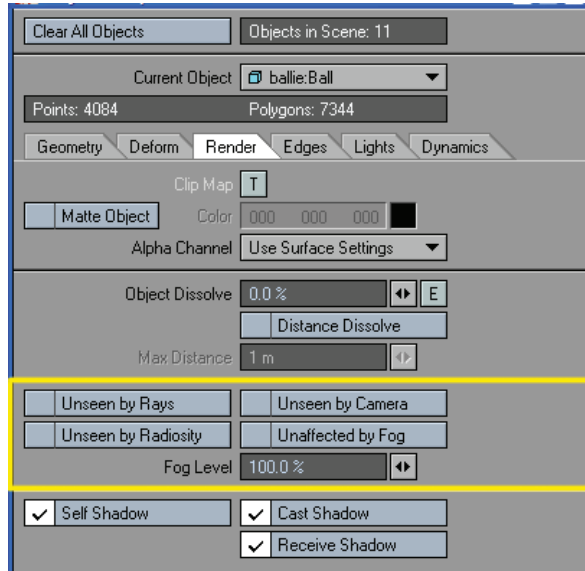 Clear All Objects Objects in Scene: 11
Current Object ballie:Ball
Points: 4084 Polygons: 7344
Geometry Deform Render Edges Lights Dynamics
Clip Map T
Matte Object Color 000 000 000
Alpha Channel Use Surface Settings
Object Dissolve 0.0 % E
Distance Dissolve
Max Distance 1 m
Unseen by Rays Unseen by Camera
Unseen by Radiosity Unaffected by Fog
Fog Level 100.0 %
Self Shadow Cast Shadow
Receive Shadow